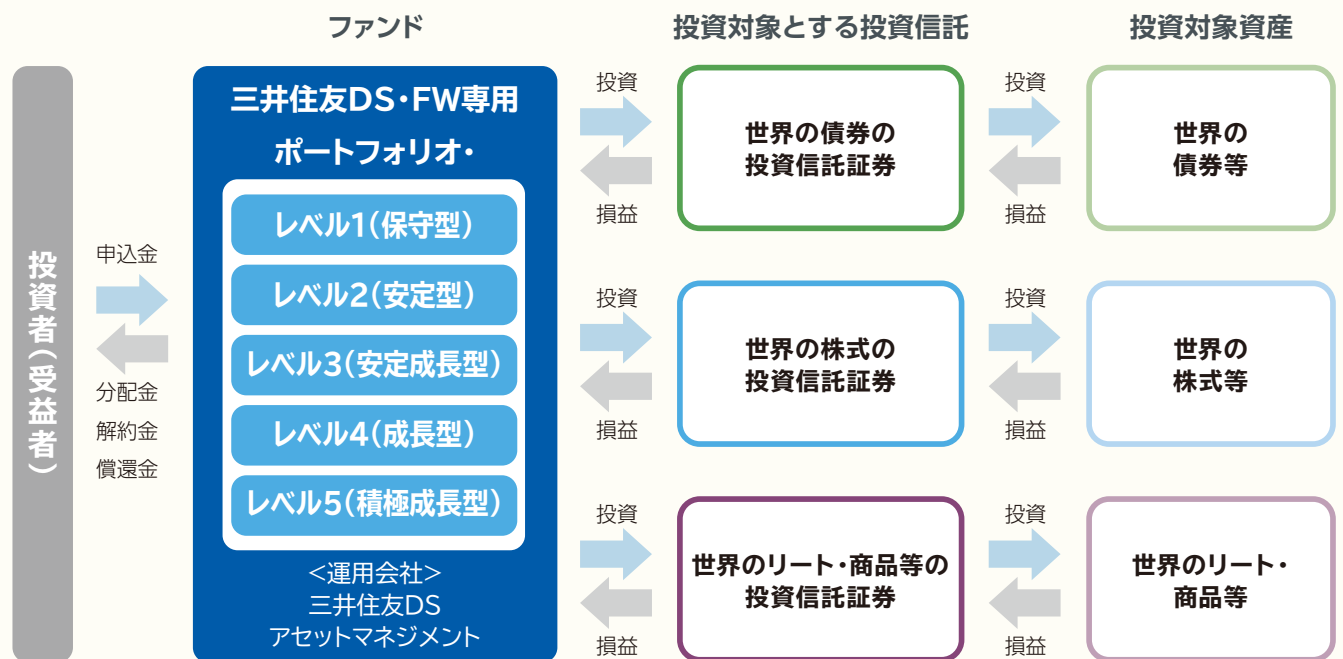 ファンド
投資対象とする投資信託
投資対象資産
投資者(受益者)
申込金
分配金
解約金
償還金
三井住友DS・FW専用
ポートフォリオ・
レベル1(保守型)
レベル2(安定型)
レベル3(安定成長型)
レベル4(成長型)
レベル5(積極成長型)
<運用会社>
三井住友DS
アセットマネジメント
投資
損益
世界の債券の
投資信託証券
投資
損益
世界の
債券等
投資
損益
世界の株式の
投資信託証券
投資
損益
世界の
株式等
投資
損益
世界のリート・商品等の
投資信託証券
投資
損益
世界のリート・
商品等